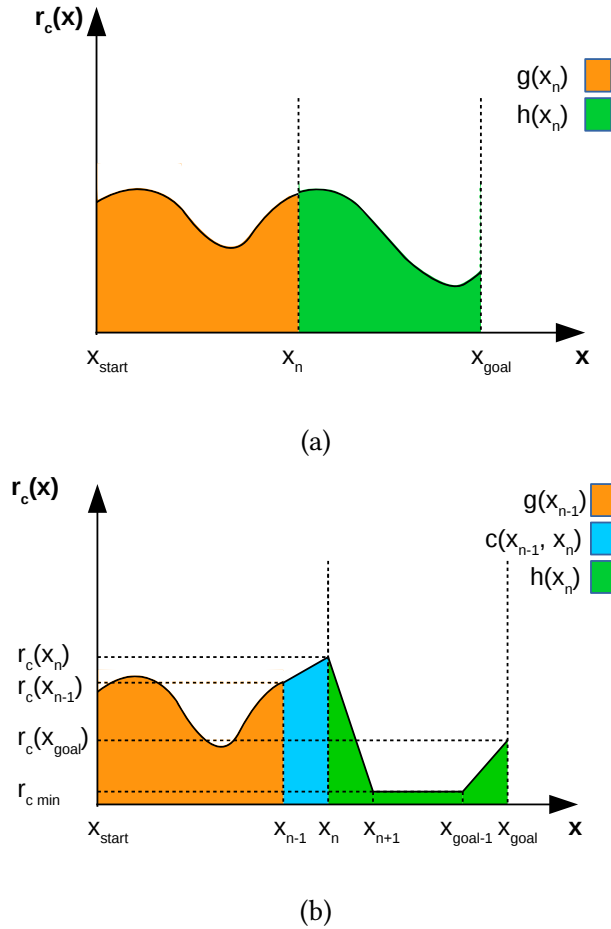 r_c(x)
g(x_n)
h(x_n)
x_start x_n x_goal x
(a)
r_c(x)
g(x_n-1)
c(x_n-1, x_n)
h(x_n)
r_c(x_n)
r_c(x_n-1)
r_c(x_goal)
r_c min
x_start x_n-1 x_n x_n+1 x_goal-1 x_goal x
(b)